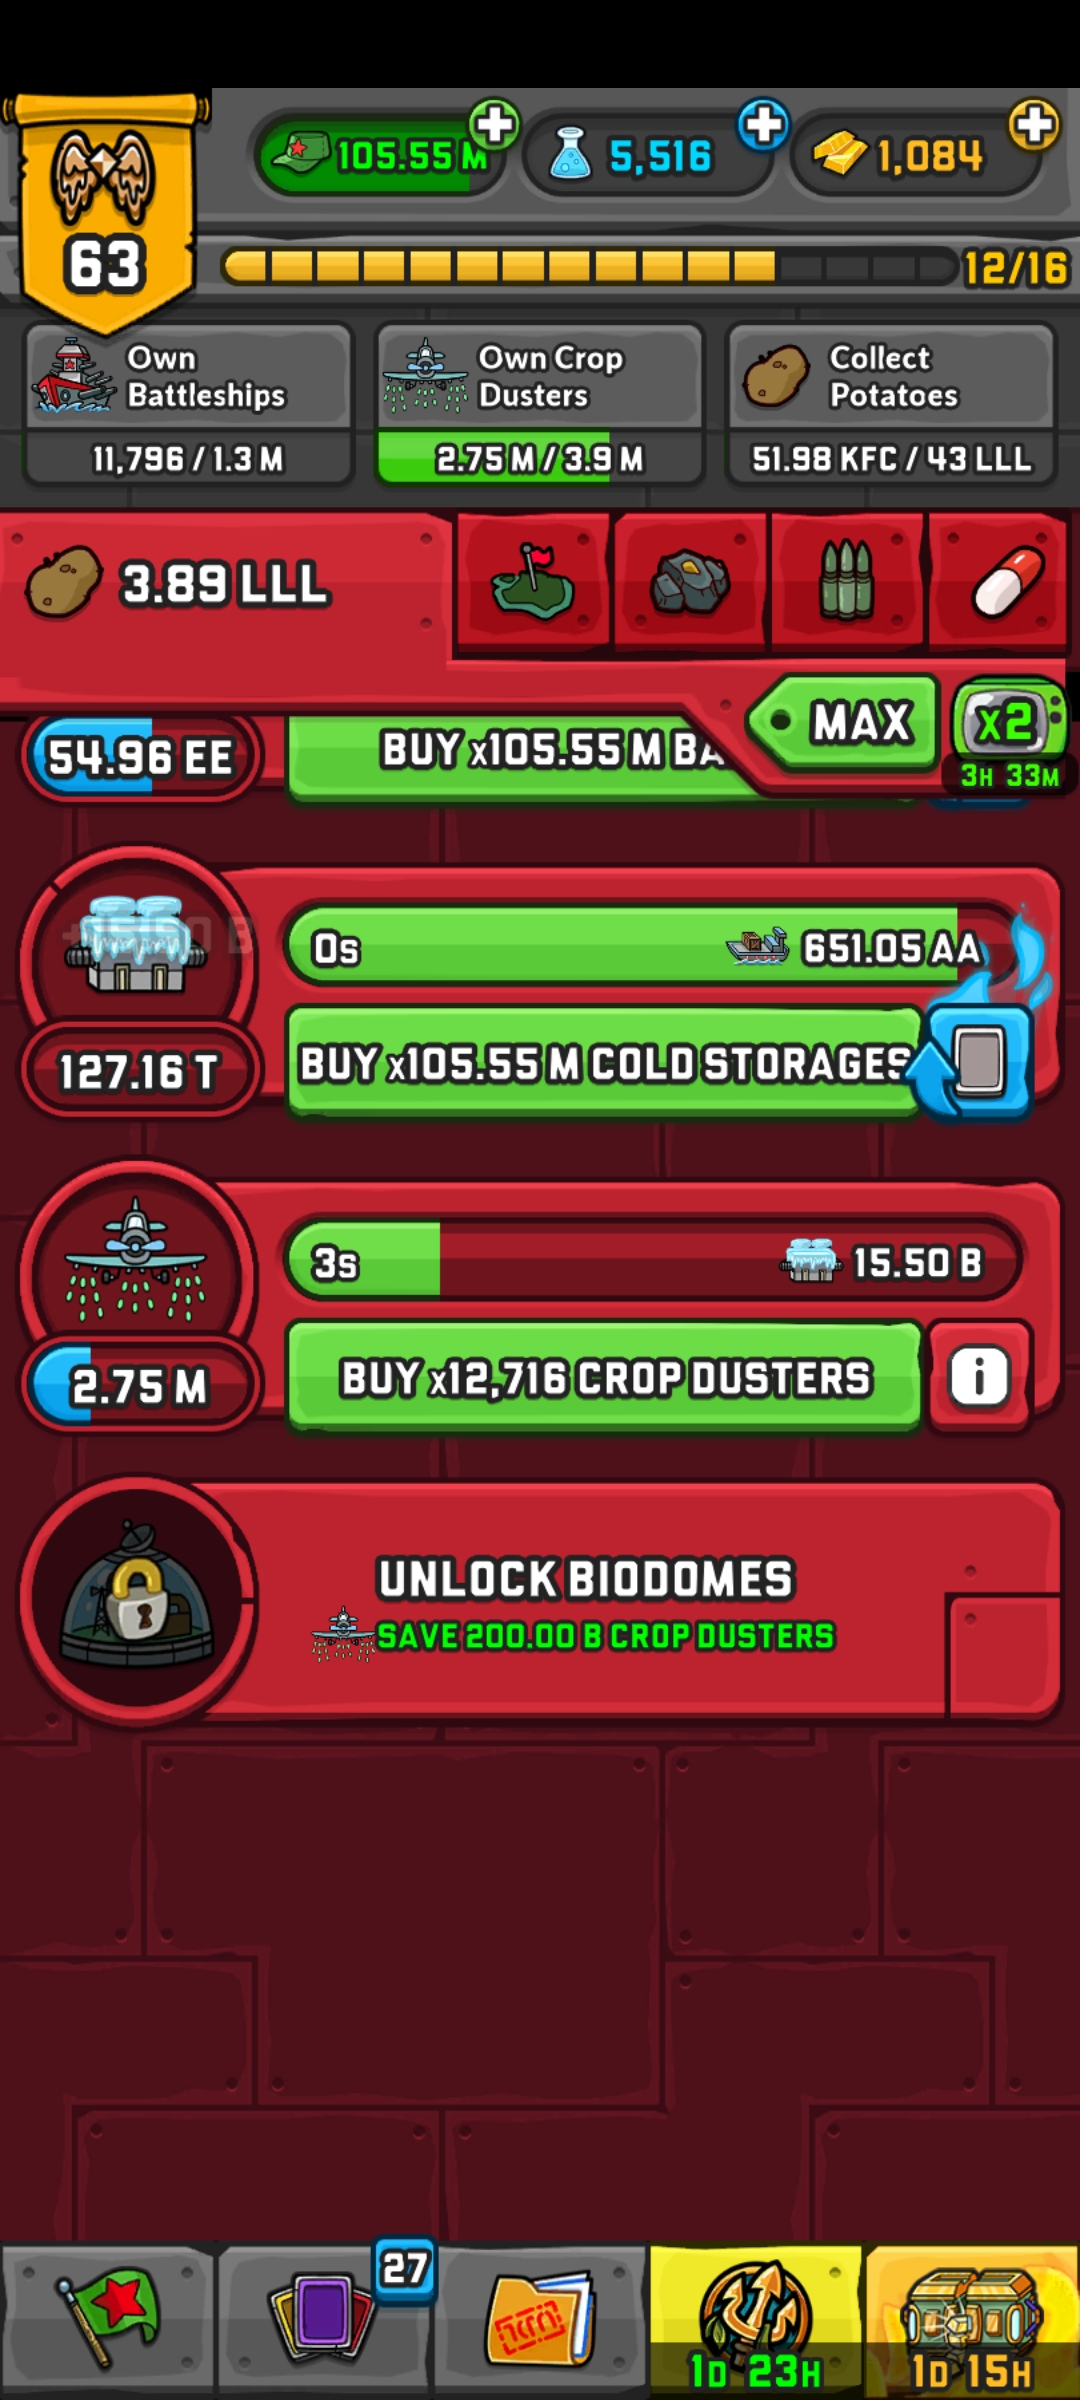 105.55 M
5,516
1,084
63
12/16
Own
Battleships
11,796 / 1.3 M
Own Crop
Dusters
2.75 M / 3.9 M
Collect
Potatoes
51.98 KFC / 43 LLL
3.89 LLL
MAX
x2
3H 33M
54.96 EE
BUY x105.55 M BA
0s
651.05 AA
127.16 T
BUY x105.55 M COLD STORAGES
3s
15.50 B
2.75 M
BUY x12,716 CROP DUSTERS
i
UNLOCK BIODOMES
SAVE 200.00 B CROP DUSTERS
27
1D 23H
1D 15H